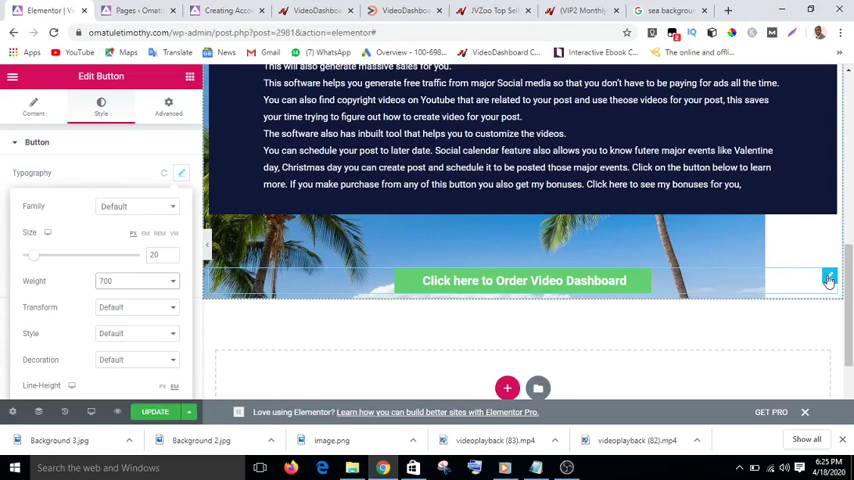 Elementor | V
Pages ‹ Omatu
Creating Acco
VideoDashboa
VideoDashboa
JVZoo Top Sel
(VIP2 Monthly
sea backgroun
omatuletimothy.com/wp-admin/post.php?post=2981&action=elementor#
Apps
YouTube
Maps
News
Gmail
(7) WhatsApp
Overview - 100-698...
VideoDashboard C...
Interactive Ebook C...
The online and offli...
Edit Button
Content
Style
Advanced
Button
Typography
Family
Default
Size
PX EM REM VW
20
Weight
700
Transform
Default
Style
Default
Decoration
Default
Line-Height
PX EM
UPDATE
This will also generate massive sales for you.
This software helps you generate free traffic from major Social media so that you don't have to be paying for ads all the time.
You can also find copyright videos on Youtube that are related to your post and use theose videos for your post, this saves
your time trying to figure out how to create video for your post.
The software also has inbuilt tool that helps you to customize the videos.
You can schedule your post to later date. Social calendar feature also allows you to know futere major events like Valentine
day, Christmas day you can create post and schedule it to be posted those major events. Click on the button below to learn
more. If you make purchase from any of this button you also get my bonuses. Click here to see my bonuses for you,
Click here to Order Video Dashboard
Love using Elementor? Learn how you can build better sites with Elementor Pro.
GET PRO
Background 3.jpg
Background 2.jpg
image.png
videoplayback (83).mp4
videoplayback (82).mp4
Show all
Search the web and Windows
6:25 PM
4/18/2020